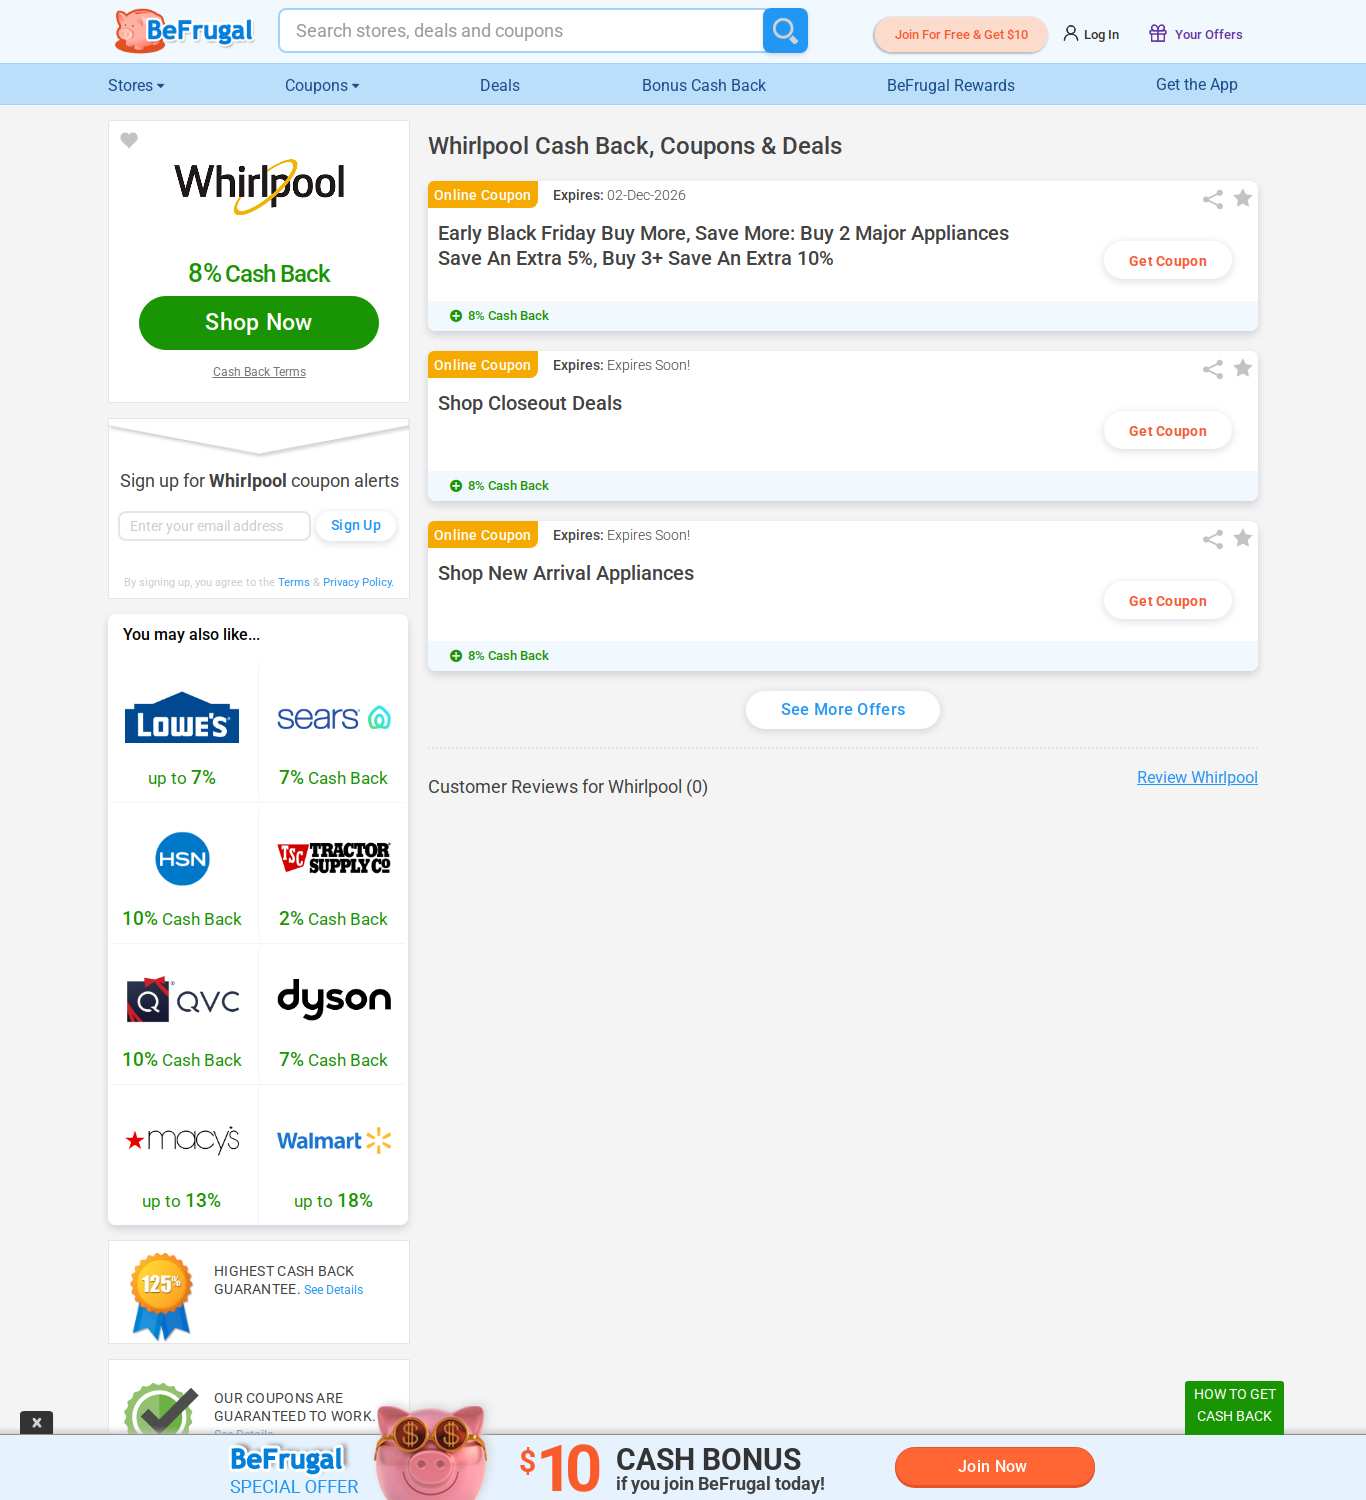 BeFrugal
Search stores, deals and coupons
Join For Free & Get $10
Log In
Your Offers
Stores
Coupons
Deals
Bonus Cash Back
BeFrugal Rewards
Get the App
Whirlpool
8% Cash Back
Shop Now
Cash Back Terms
Sign up for Whirlpool coupon alerts
Enter your email address
Sign Up
By signing up, you agree to the Terms & Privacy Policy.
You may also like...
LOWE'S
sears
up to 7%
7% Cash Back
HSN
TSC TRACTOR SUPPLY CO
10% Cash Back
2% Cash Back
Q QVC
dyson
10% Cash Back
7% Cash Back
macy's
Walmart
up to 13%
up to 18%
125%
HIGHEST CASH BACK
GUARANTEE. See Details
OUR COUPONS ARE
GUARANTEED TO WORK.
See Details
Whirlpool Cash Back, Coupons & Deals
Online Coupon
Expires: 02-Dec-2026
Early Black Friday Buy More, Save More: Buy 2 Major Appliances
Save An Extra 5%, Buy 3+ Save An Extra 10%
Get Coupon
8% Cash Back
Online Coupon
Expires: Expires Soon!
Shop Closeout Deals
Get Coupon
8% Cash Back
Online Coupon
Expires: Expires Soon!
Shop New Arrival Appliances
Get Coupon
8% Cash Back
See More Offers
Customer Reviews for Whirlpool (0)
Review Whirlpool
HOW TO GET
CASH BACK
x
BeFrugal
SPECIAL OFFER
$ $
$10
CASH BONUS
if you join BeFrugal today!
Join Now